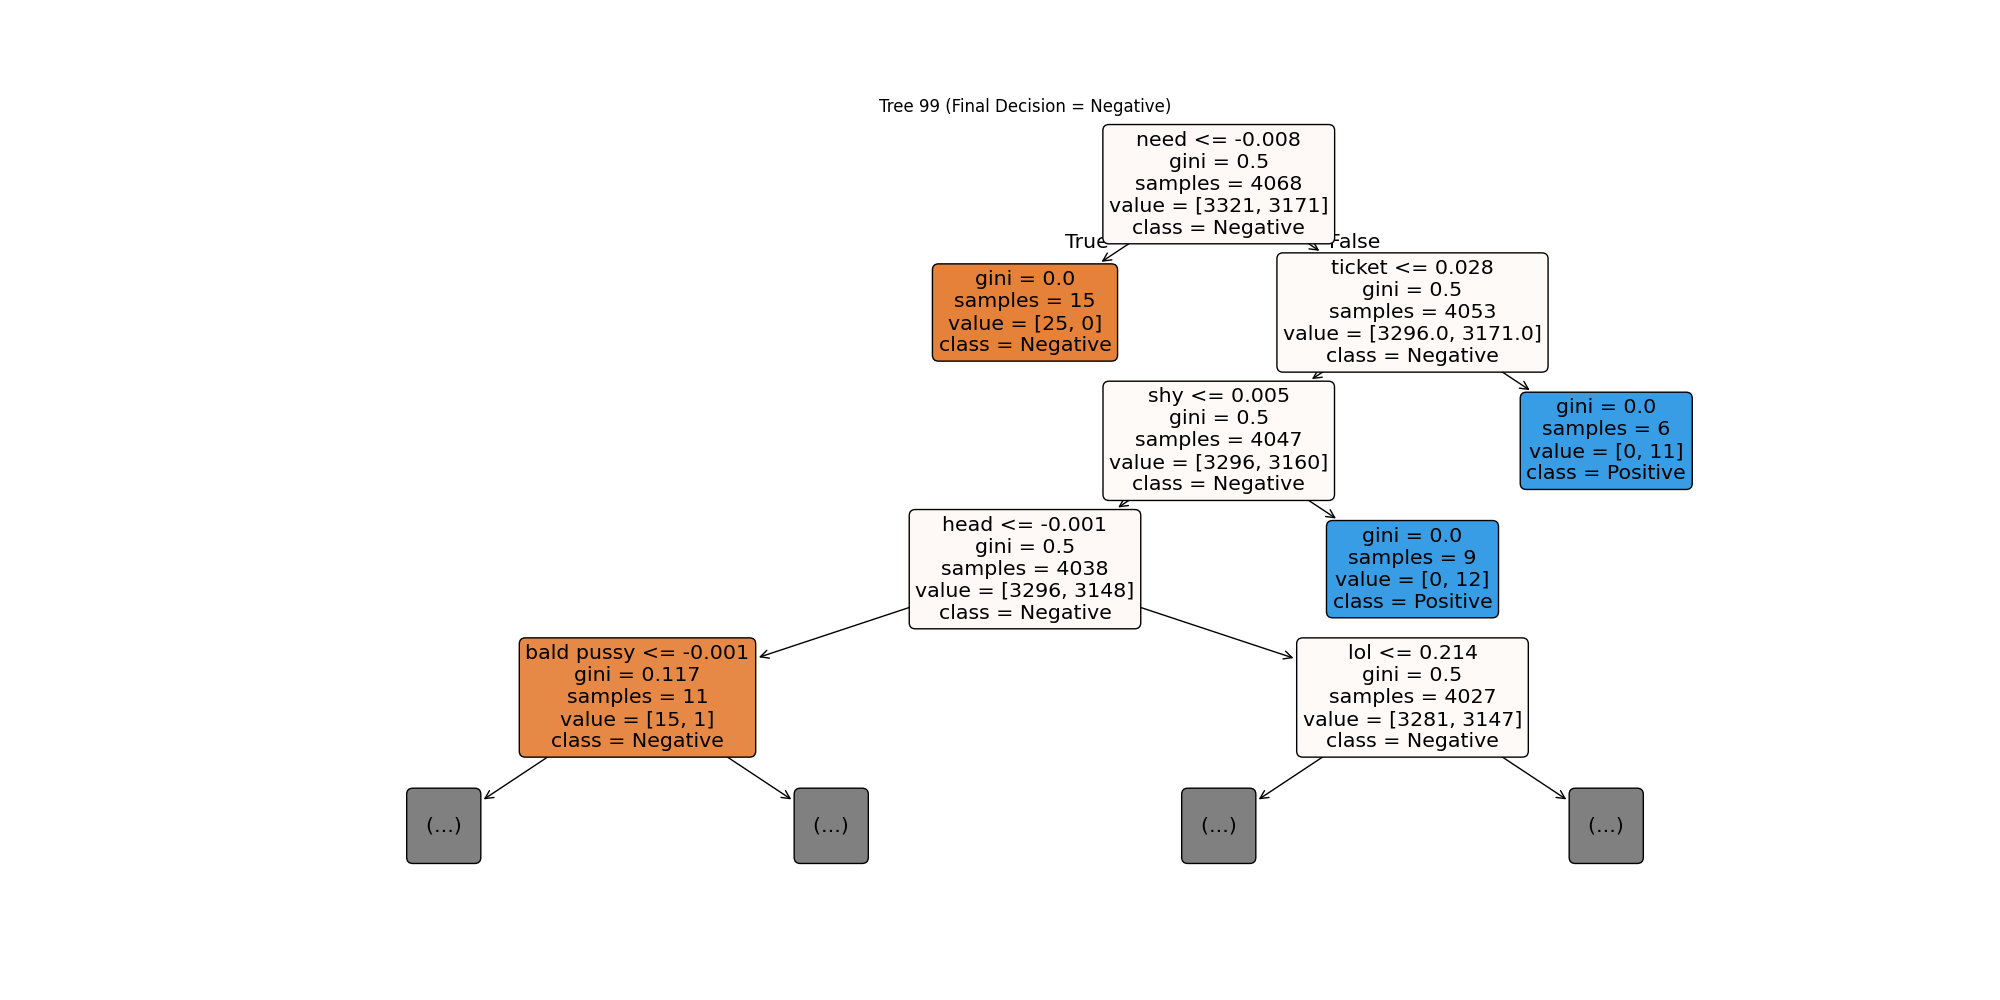 Tree 99 (Final Decision = Negative)
need <= -0.008
gini = 0.5
samples = 4068
value = [3321, 3171]
class = Negative
True
False
gini = 0.0
samples = 15
value = [25, 0]
class = Negative
ticket <= 0.028
gini = 0.5
samples = 4053
value = [3296.0, 3171.0]
class = Negative
shy <= 0.005
gini = 0.5
samples = 4047
value = [3296, 3160]
class = Negative
gini = 0.0
samples = 6
value = [0, 11]
class = Positive
head <= -0.001
gini = 0.5
samples = 4038
value = [3296, 3148]
class = Negative
gini = 0.0
samples = 9
value = [0, 12]
class = Positive
bald pussy <= -0.001
gini = 0.117
samples = 11
value = [15, 1]
class = Negative
lol <= 0.214
gini = 0.5
samples = 4027
value = [3281, 3147]
class = Negative
(...)
(...)
(...)
(...)